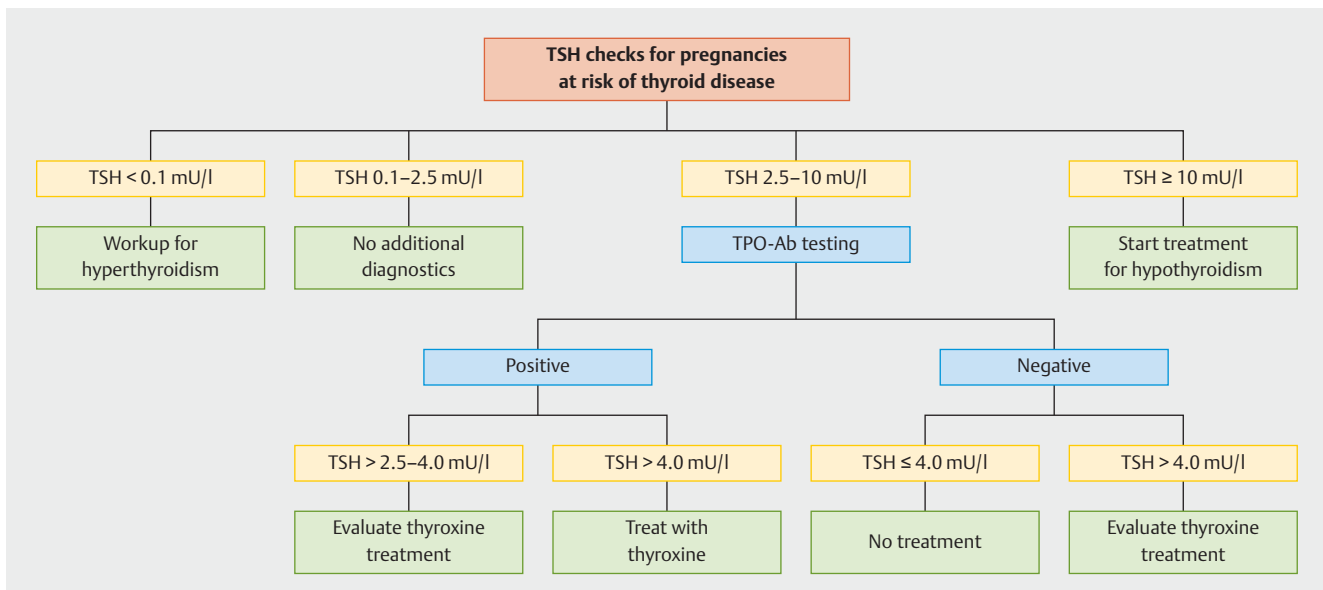 TSH checks for pregnancies
at risk of thyroid disease
TSH < 0.1 mU/l
TSH 0.1–2.5 mU/l
TSH 2.5–10 mU/l
TSH ≥ 10 mU/l
Workup for
hyperthyroidism
No additional
diagnostics
TPO-Ab testing
Start treatment
for hypothyroidism
Positive
Negative
TSH > 2.5–4.0 mU/l
TSH > 4.0 mU/l
TSH ≤ 4.0 mU/l
TSH > 4.0 mU/l
Evaluate thyroxine
treatment
Treat with
thyroxine
No treatment
Evaluate thyroxine
treatment